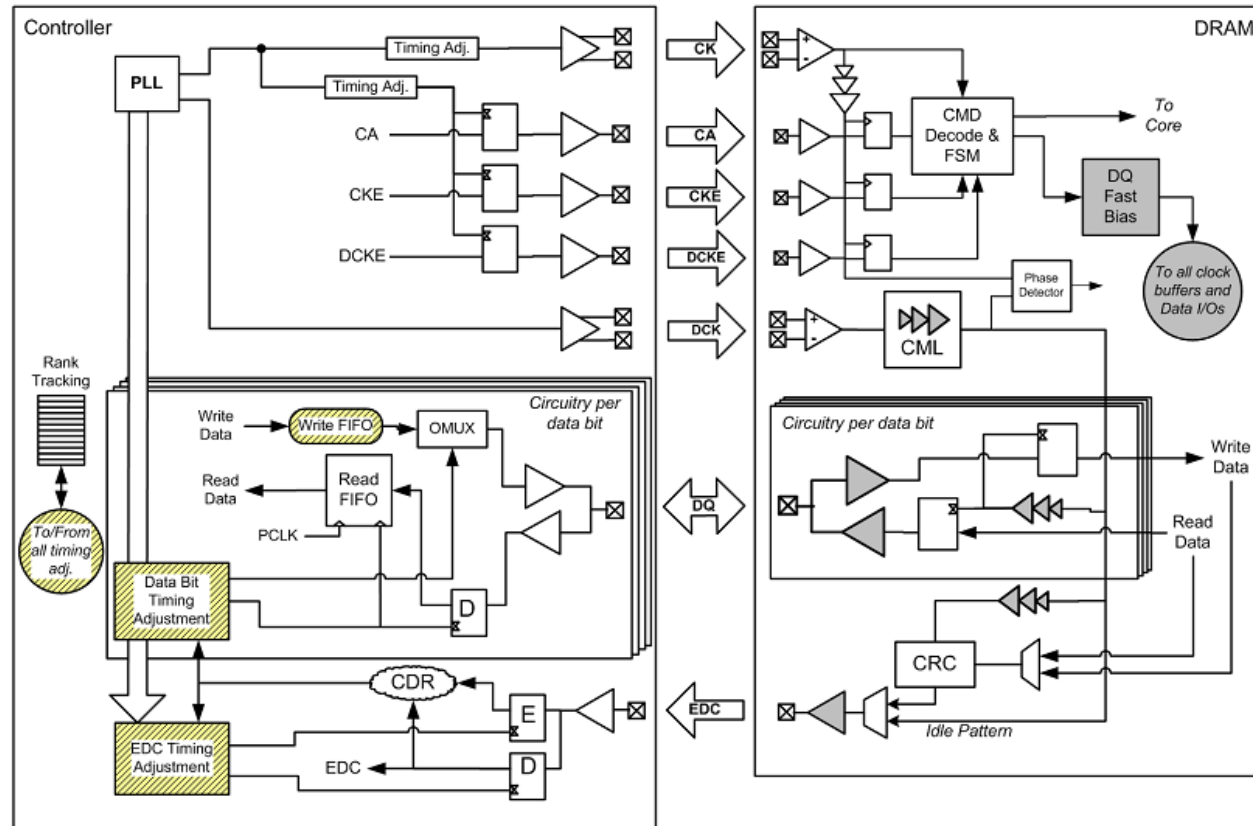 Controller
DRAM
PLL
Timing Adj.
Timing Adj.
CA
CKE
DCKE
CK
CA
CKE
DCKE
DCK
+
-
CMD
Decode &
FSM
To
Core
DQ
Fast
Bias
To all clock
buffers and
Data I/Os
Phase
Detector
+
-
CML
Rank
Tracking
To/From
all timing
adj.
Circuitry per
data bit
Write
Data
Write FIFO
OMUX
Read
Data
Read
FIFO
PCLK
Data Bit
Timing
Adjustment
D
DQ
Circuitry per data bit
Write
Data
Read
Data
CDR
E
EDC Timing
Adjustment
EDC
D
EDC
CRC
Idle Pattern